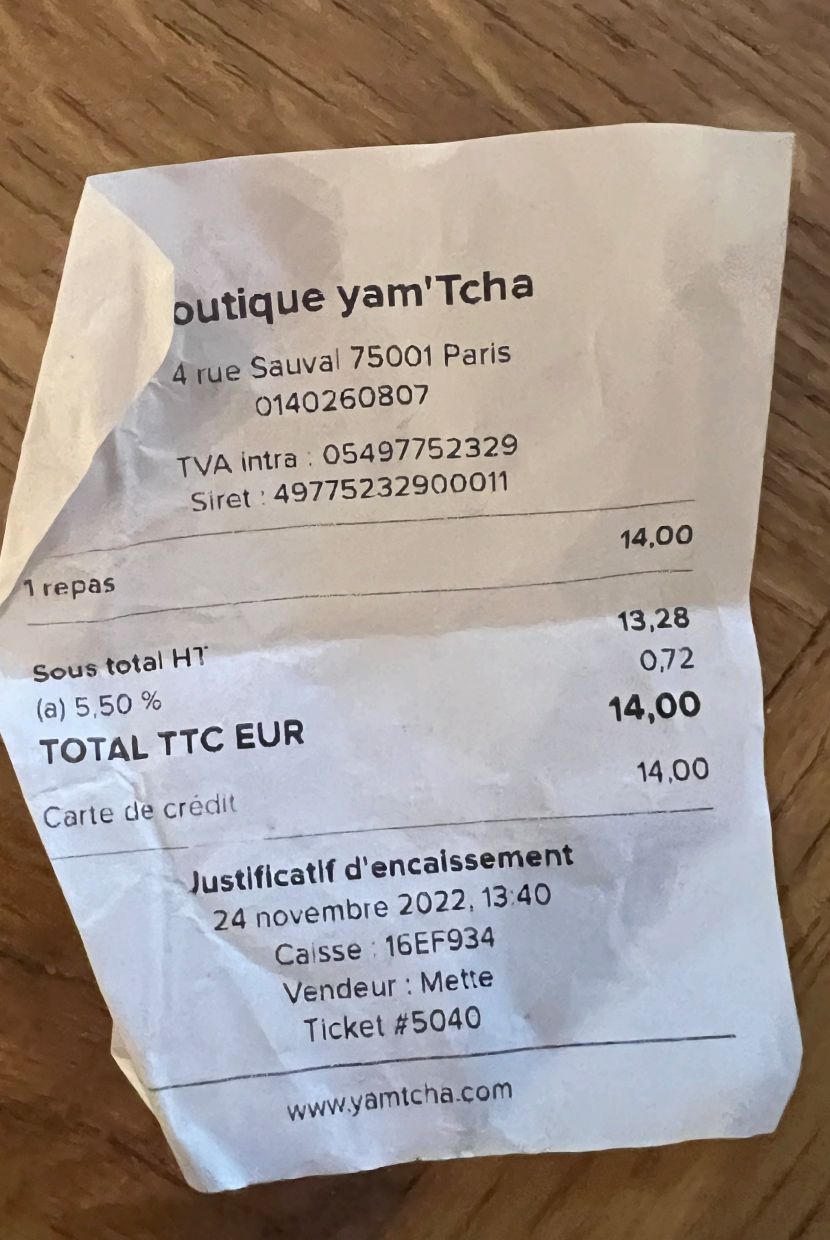 outique yam'Tcha
4 rue Sauval 75001 Paris
0140260807
TVA intra : 05497752329
Siret : 49775232900011
1 repas 14,00
Sous total HT 13,28
(a) 5,50 % 0,72
TOTAL TTC EUR 14,00
Carte de crédit 14,00
Justificatif d'encaissement
24 novembre 2022, 13:40
Caisse : 16EF934
Vendeur : Mette
Ticket #5040
www.yamtcha.com